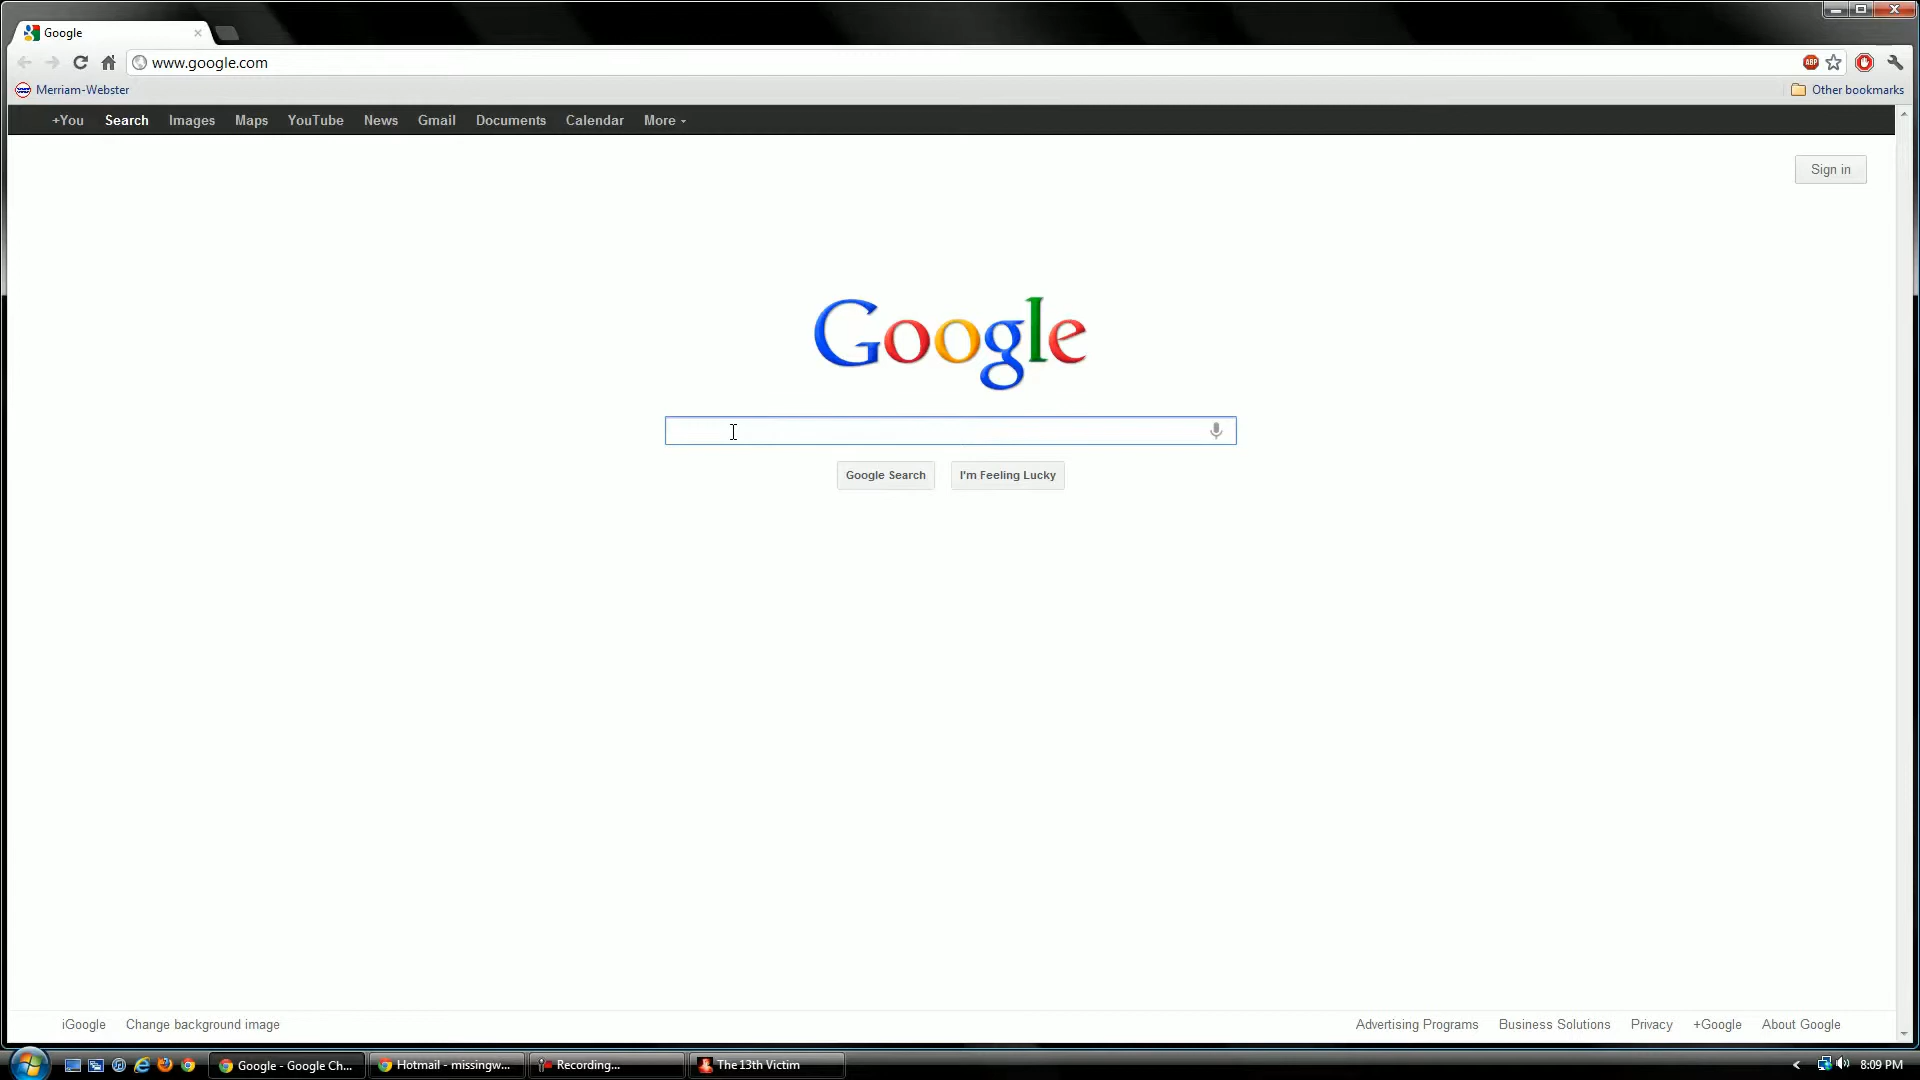 Google
www.google.com
ABP
Merriam-Webster
Other bookmarks
+You Search Images Maps YouTube News Gmail Documents Calendar More
Sign in
Google
Google Search I'm Feeling Lucky
iGoogle Change background image Advertising Programs Business Solutions Privacy +Google About Google
Google - Google Ch... Hotmail - missingw... Recording... The 13th Victim 8:09 PM